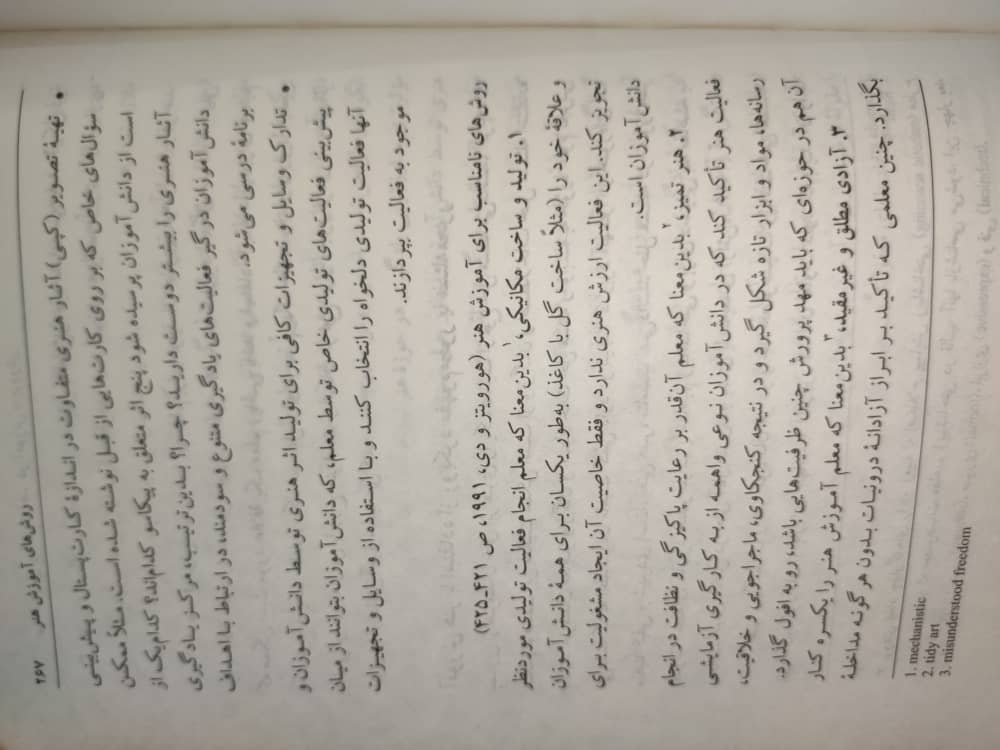 ۲۶۷ روش‌های آموزش هنر
• تهیهٔ تصویر (کپی) آثار هنری متفاوت در اندازهٔ کارت‌پستال و پیش‌بینی
سؤال‌های خاص که بر روی کارت‌هایی از قبل نوشته شده است. مثلاً ممکن
است از دانش‌آموزان پرسیده شود پنج اثر متعلق به پیکاسو کدام‌اند؟ کدام‌یک از
آثار هنری را بیشتر دوست دارید؟ چرا؟ بدین ترتیب، مرکز یادگیری
دانش‌آموزان درگیر فعالیت‌های یادگیری متنوع و سودمند، در ارتباط با اهداف
برنامهٔ درسی می‌شود.
• تدارک وسایل و تجهیزات کافی برای تولید اثر هنری توسط دانش‌آموزان و
پیش‌بینی فعالیت‌های تولیدی خاص توسط معلم، که دانش‌آموزان بتوانند از میان
آنها فعالیت تولیدی دلخواه را انتخاب کنند و با استفاده از وسایل و تجهیزات
موجود به فعالیت بپردازند.
روش‌های نامناسب برای آموزش هنر (هورویتز و دی، ۱۹۹۱، ص ۴۲۱ـ۴۲۵)
۱. تولید و ساخت مکانیکی،۱ بدین‌معنا که معلم انجام فعالیت تولیدی موردنظر
و علاقهٔ خود را (مثلاً ساخت گل با کاغذ) به‌طور یکسان برای همهٔ دانش‌آموزان
تجویز کند. این فعالیت ارزش هنری ندارد و فقط خاصیت آن ایجاد مشغولیت برای
دانش‌آموزان است.
۲. هنر تمیز،۲ بدین‌معنا که معلم آن‌قدر بر رعایت پاکیزگی و نظافت در انجام
فعالیت هنر تأکید کند که در دانش‌آموزان نوعی واهمه از به کارگیری آزمایشی
رسانه‌ها، مواد و ابزار تازه شکل گیرد و در نتیجه کنجکاوی، ماجراجویی و خلاقیت،
آن هم در حوزه‌ای که باید مهد پرورش چنین ظرفیت‌هایی باشد، رو به افول گذارد.
۳. آزادی مطلق و غیر مقید،۳ بدین‌معنا که معلم آموزش هنر را یکسره کنار
بگذارد. چنین معلمی که تأکید بر ابراز آزادانهٔ درونیات بدون هرگونه مداخلهٔ
1. mechanistic
2. tidy art
3. misunderstood freedom